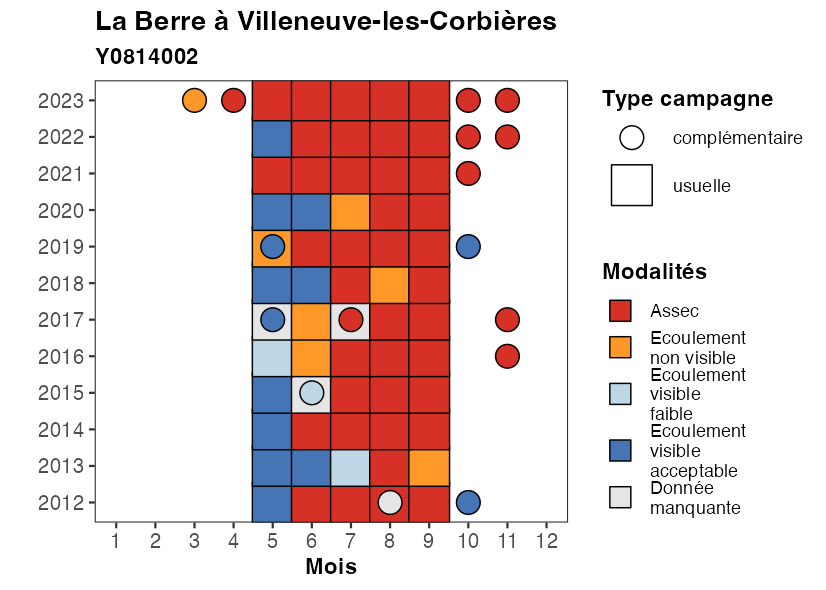 La Berre à Villeneuve-les-Corbières
Y0814002
2023
2022
2021
2020
2019
2018
2017
2016
2015
2014
2013
2012
1 2 3 4 5 6 7 8 9 10 11 12
Mois
Type campagne
complémentaire
usuelle
Modalités
Assec
Ecoulement
non visible
Ecoulement
visible
faible
Ecoulement
visible
acceptable
Donnée
manquante